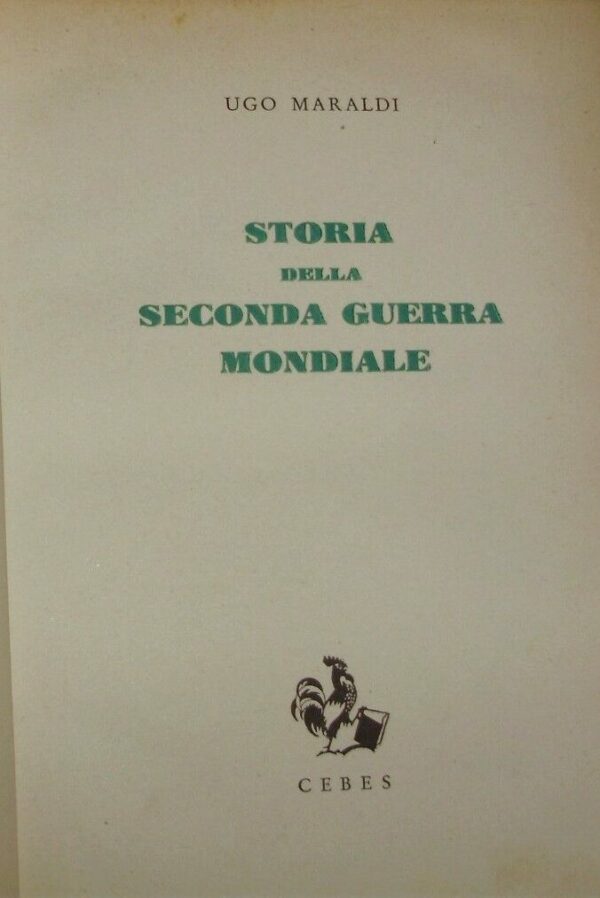 UGO MARALDI
STORIA
DELLA
SECONDA GUERRA
MONDIALE
CEBES